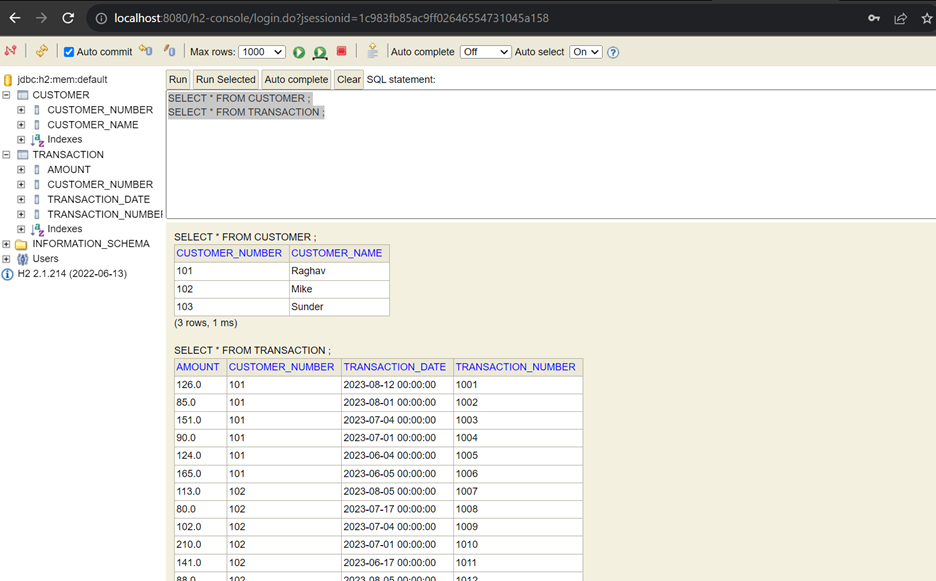 localhost:8080/h2-console/login.do?jsessionid=1c983fb85ac9ff02646554731045a158
Auto commit Max rows: 1000 Auto complete Off Auto select On
jdbc:h2:mem:default
CUSTOMER
CUSTOMER_NUMBER
CUSTOMER_NAME
Indexes
TRANSACTION
AMOUNT
CUSTOMER_NUMBER
TRANSACTION_DATE
TRANSACTION_NUMBER
Indexes
INFORMATION_SCHEMA
Users
H2 2.1.214 (2022-06-13)
Run Run Selected Auto complete Clear SQL statement:
SELECT * FROM CUSTOMER ;
SELECT * FROM TRANSACTION ;
SELECT * FROM CUSTOMER ;
CUSTOMER_NUMBER CUSTOMER_NAME
101 Raghav
102 Mike
103 Sunder
(3 rows, 1 ms)
SELECT * FROM TRANSACTION ;
AMOUNT CUSTOMER_NUMBER TRANSACTION_DATE TRANSACTION_NUMBER
126.0 101 2023-08-12 00:00:00 1001
85.0 101 2023-08-01 00:00:00 1002
151.0 101 2023-07-04 00:00:00 1003
90.0 101 2023-07-01 00:00:00 1004
124.0 101 2023-06-04 00:00:00 1005
165.0 101 2023-06-05 00:00:00 1006
113.0 102 2023-08-05 00:00:00 1007
80.0 102 2023-07-17 00:00:00 1008
102.0 102 2023-07-04 00:00:00 1009
210.0 102 2023-07-01 00:00:00 1010
141.0 102 2023-06-17 00:00:00 1011
88.0 102 2023-08-05 00:00:00 1012